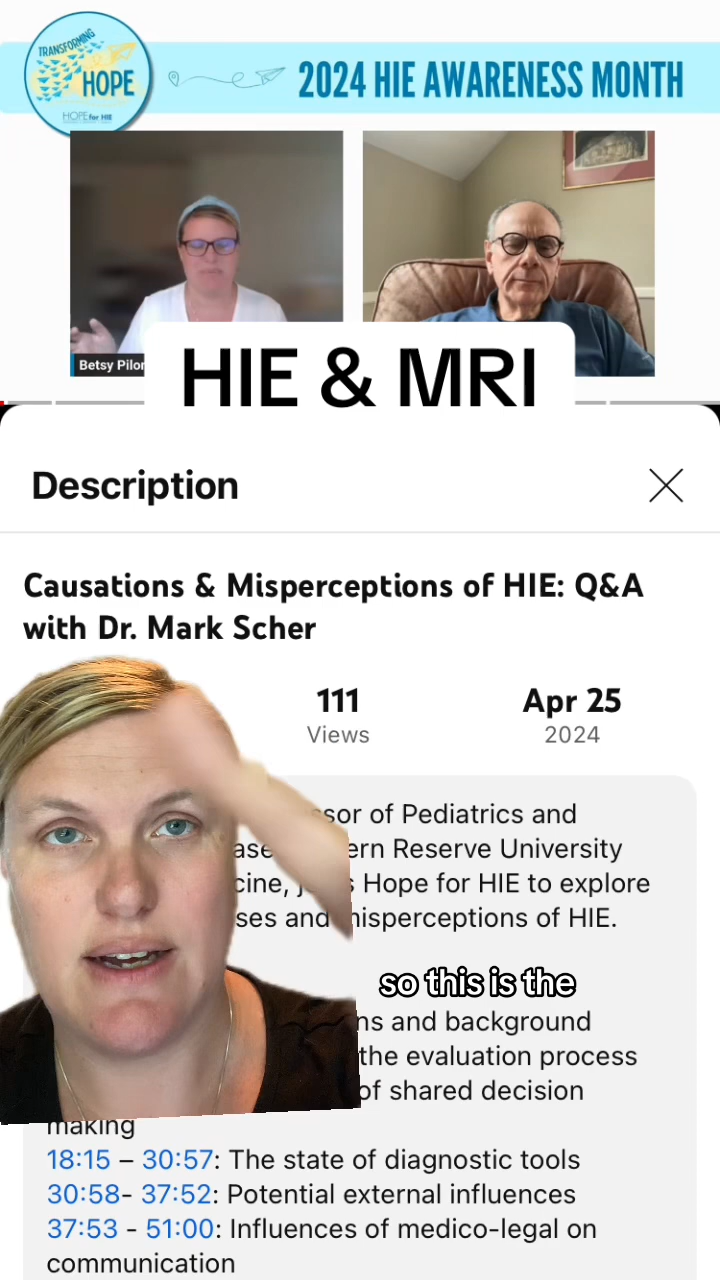 TRANSFORMING
HOPE
HOPE for HIE
2024 HIE AWARENESS MONTH
Betsy Pilon
HIE & MRI
Description
Causations & Misperceptions of HIE: Q&A
with Dr. Mark Scher
111
Apr 25
Views
2024
of Pediatrics and
Reserve University
Hope for HIE to explore
and misperceptions of HIE.
so this is the
and background
the evaluation process
of shared decision
making
18:15 – 30:57: The state of diagnostic tools
30:58- 37:52: Potential external influences
37:53 - 51:00: Influences of medico-legal on
communication